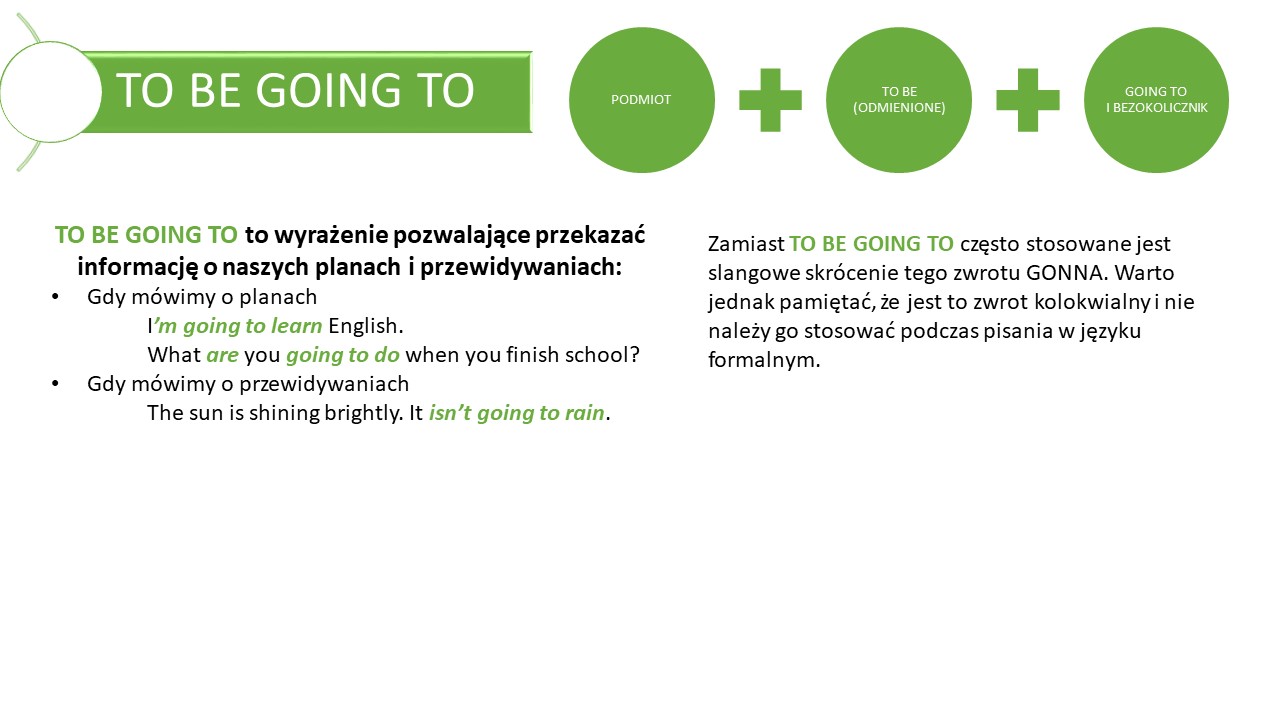 TO BE GOING TO
PODMIOT
TO BE
(ODMIENIONE)
GOING TO
I BEZOKOLICZNIK
TO BE GOING TO to wyrażenie pozwalające przekazać
informację o naszych planach i przewidywaniach:
• Gdy mówimy o planach
I'm going to learn English.
What are you going to do when you finish school?
• Gdy mówimy o przewidywaniach
The sun is shining brightly. It isn't going to rain.
Zamiast TO BE GOING TO często stosowane jest
slangowe skrócenie tego zwrotu GONNA. Warto
jednak pamiętać, że jest to zwrot kolokwialny i nie
należy go stosować podczas pisania w języku
formalnym.